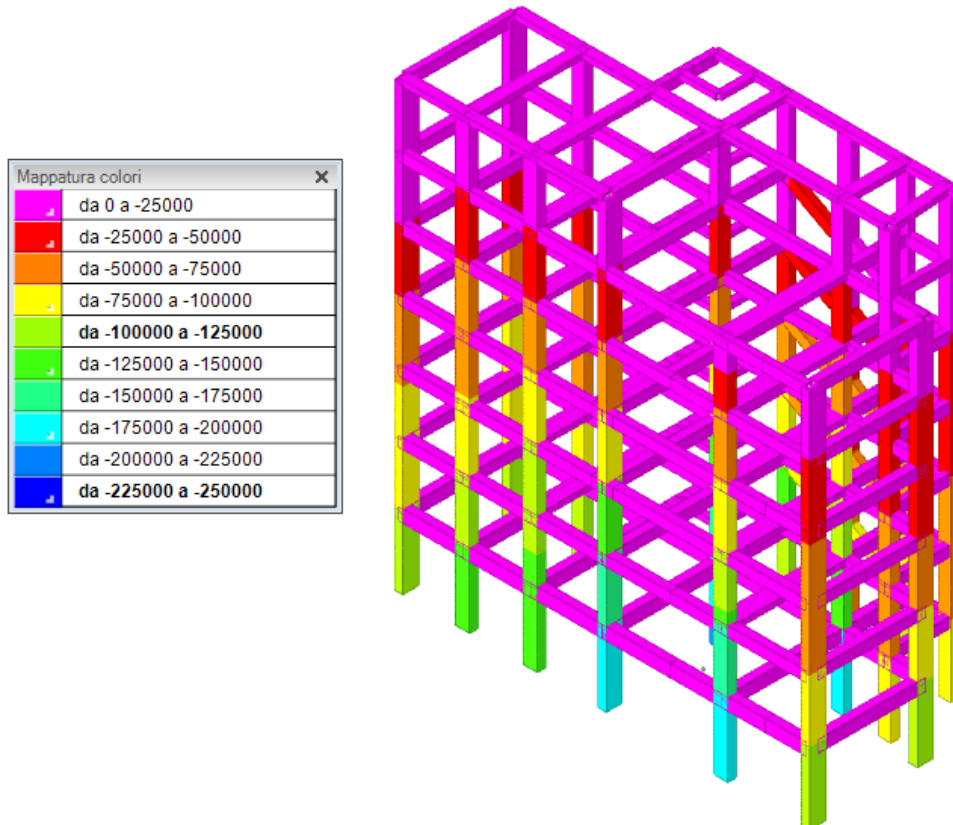 Mappatura colori
da 0 a -25000
da -25000 a -50000
da -50000 a -75000
da -75000 a -100000
da -100000 a -125000
da -125000 a -150000
da -150000 a -175000
da -175000 a -200000
da -200000 a -225000
da -225000 a -250000